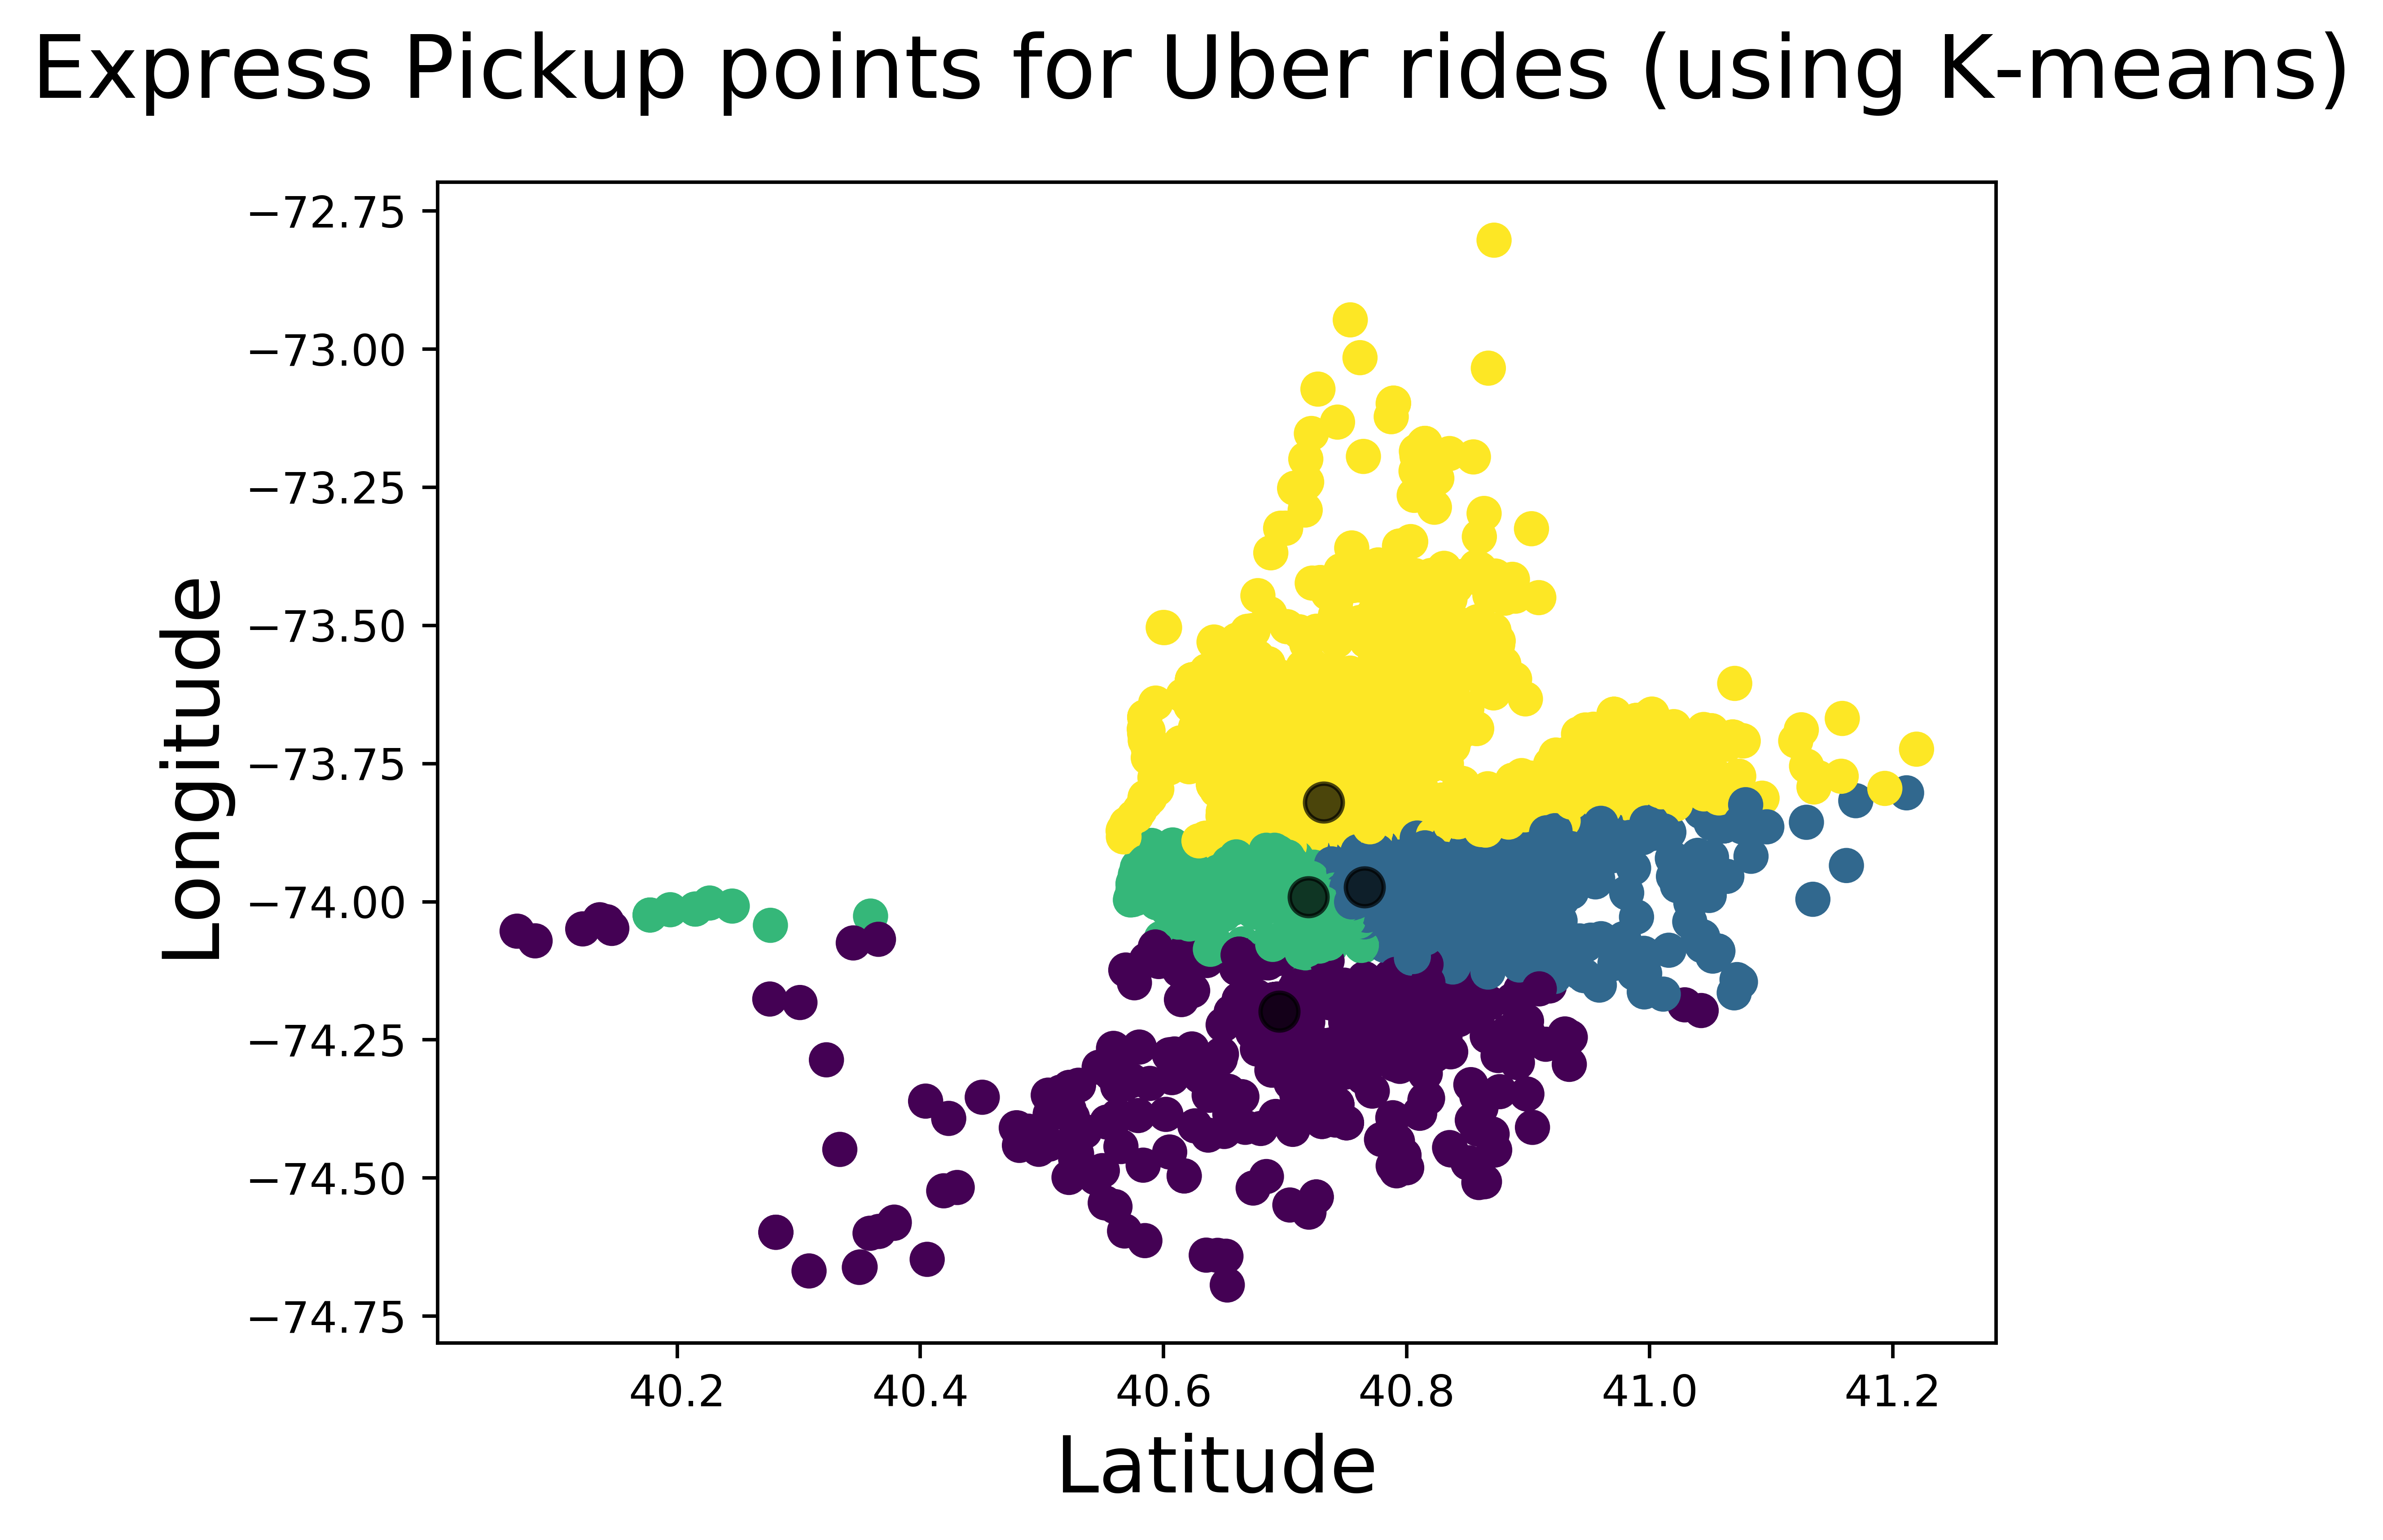 Express Pickup points for Uber rides (using K-means)
−72.75
−73.00
−73.25
−73.50
−73.75
−74.00
−74.25
−74.50
−74.75
Longitude
40.2 40.4 40.6 40.8 41.0 41.2
Latitude